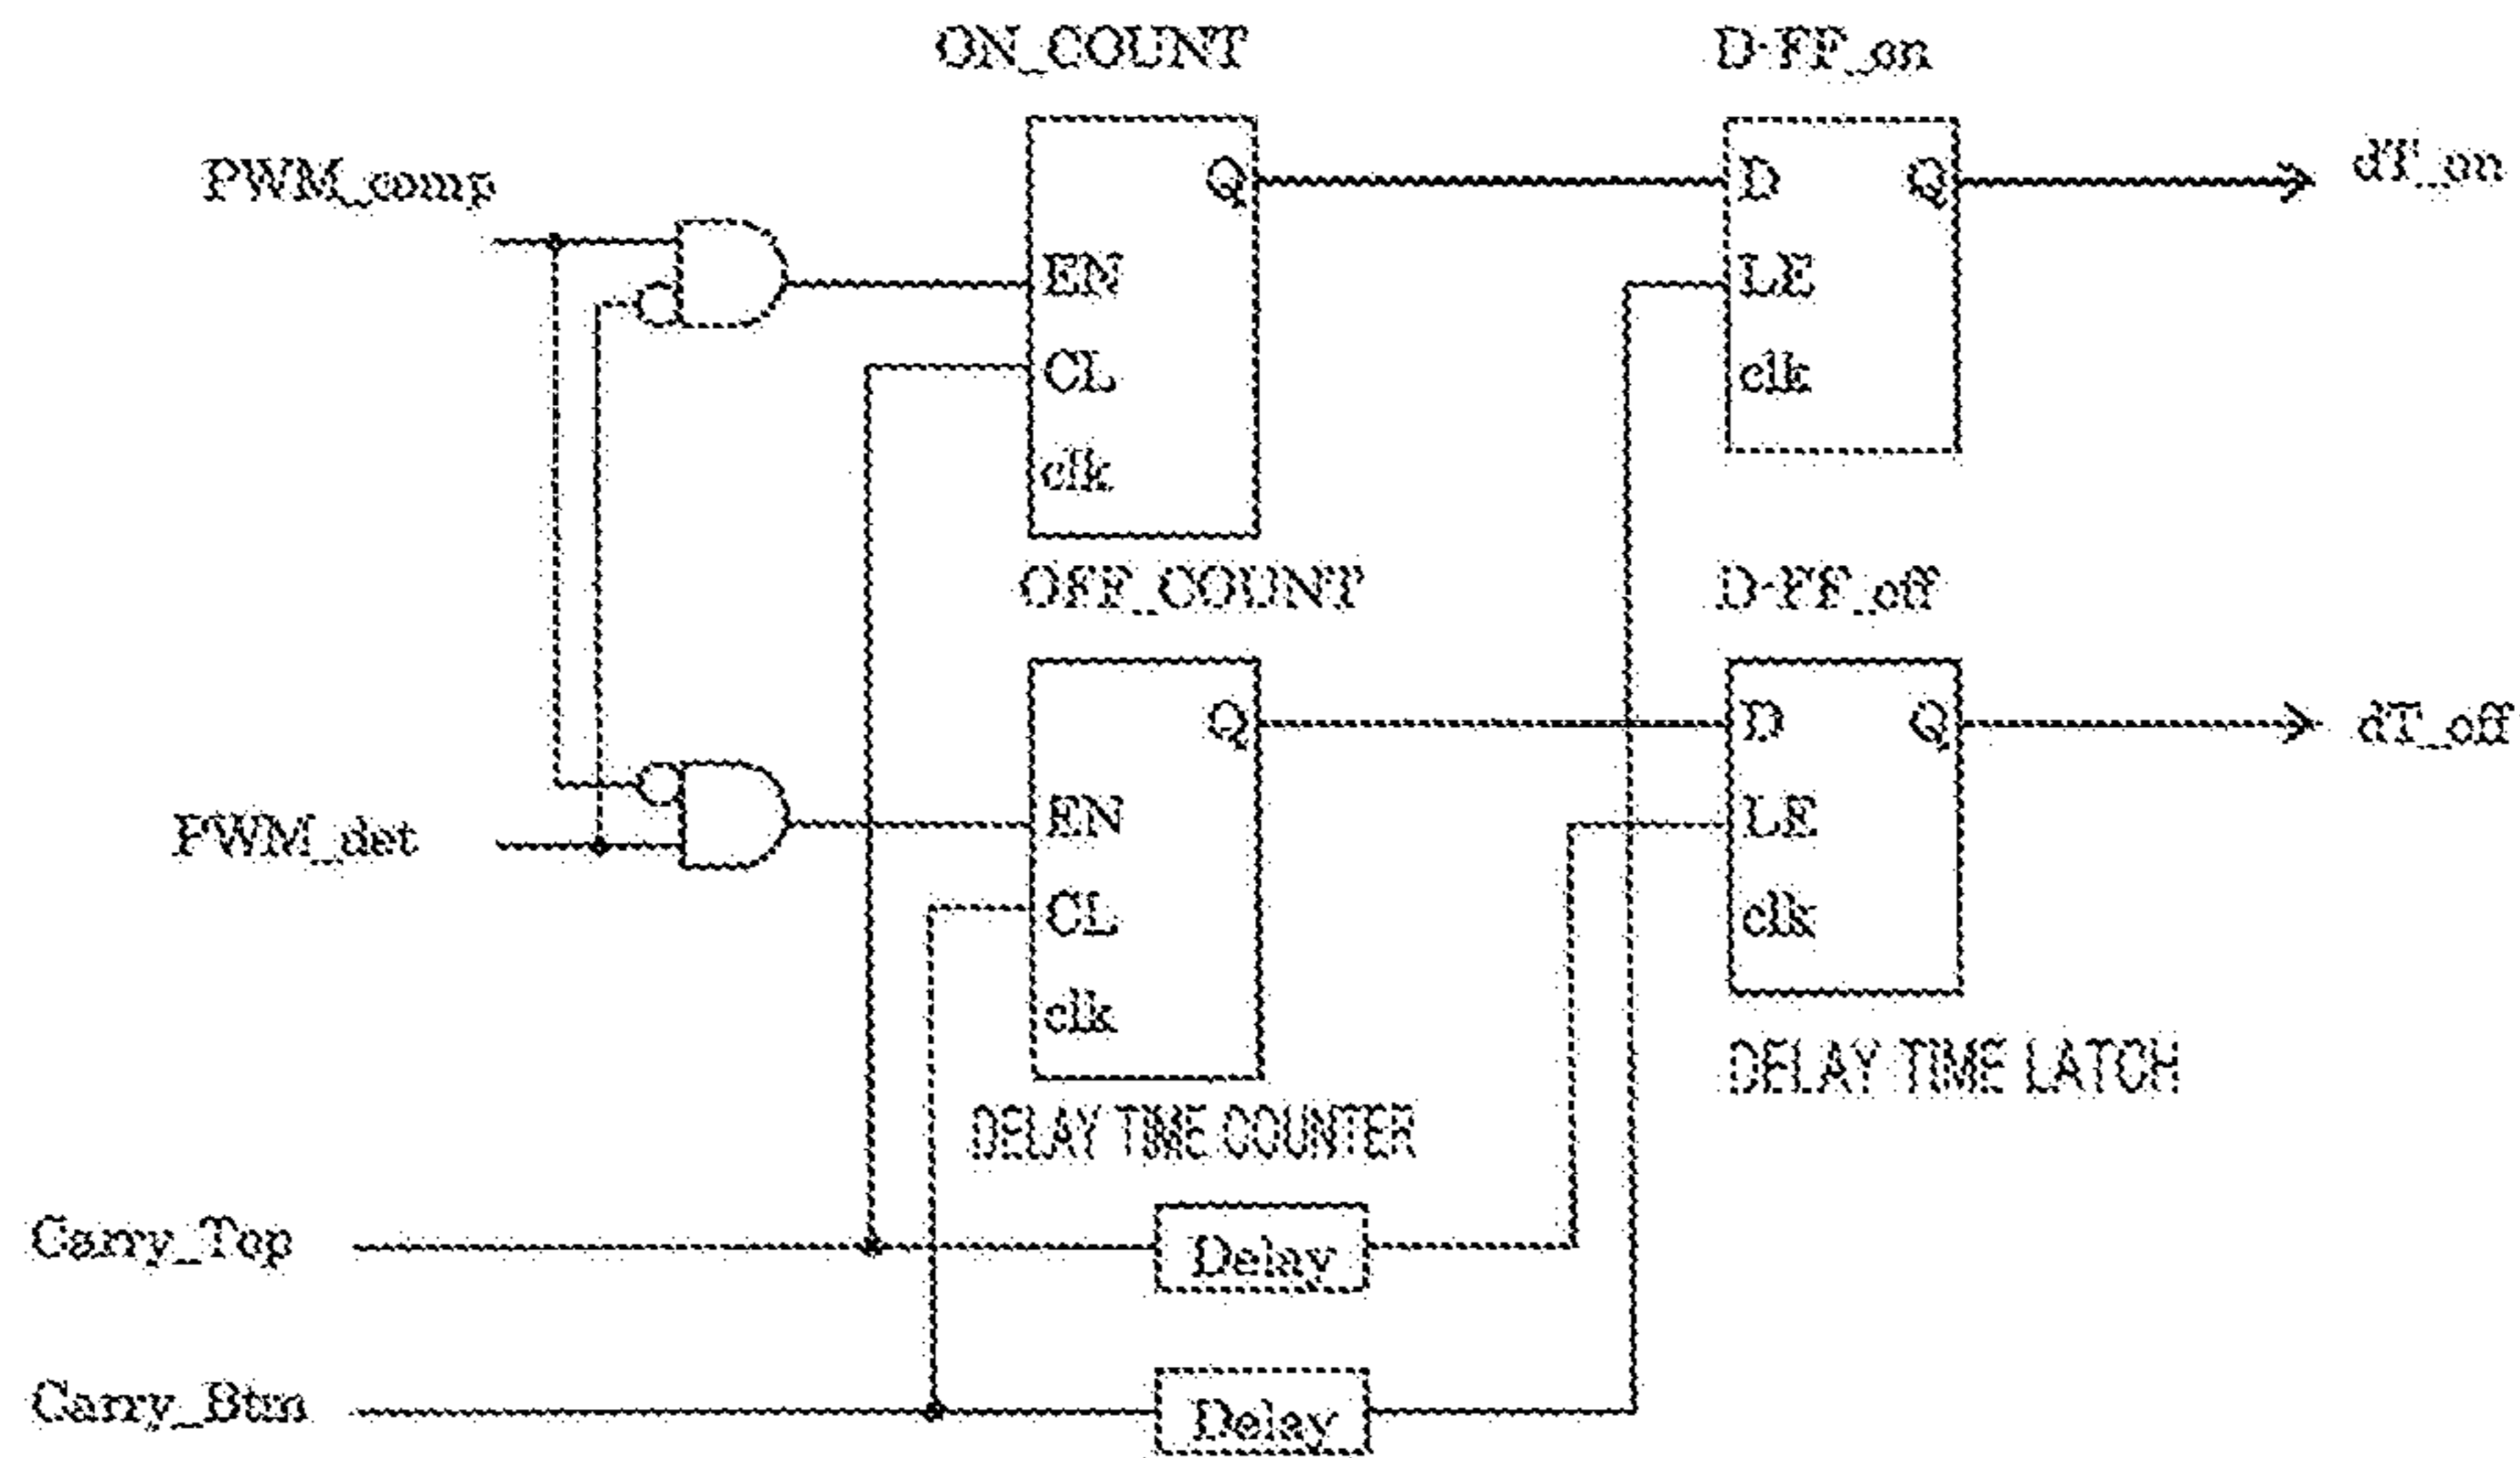 ON_COUNT
D-FF_on
PWM_comp
Q
D
Q
dT_on
EN
LE
CL
clk
clk
OFF_COUNT
D-FF_off
Q
D
Q
dT_off
PWM_det
EN
LE
CL
clk
clk
DELAY TIME LATCH
DELAY TIME COUNTER
Carry_Top
Delay
Carry_Btm
Delay